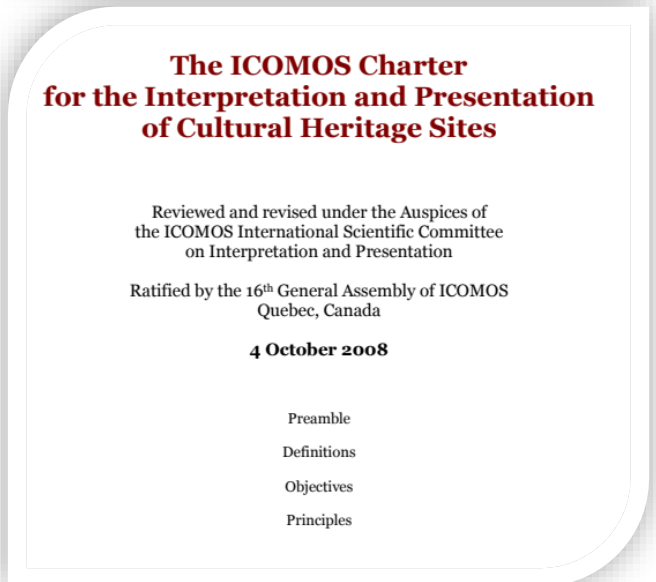 The ICOMOS Charter
for the Interpretation and Presentation
of Cultural Heritage Sites
Reviewed and revised under the Auspices of
the ICOMOS International Scientific Committee
on Interpretation and Presentation
Ratified by the 16th General Assembly of ICOMOS
Quebec, Canada
4 October 2008
Preamble
Definitions
Objectives
Principles